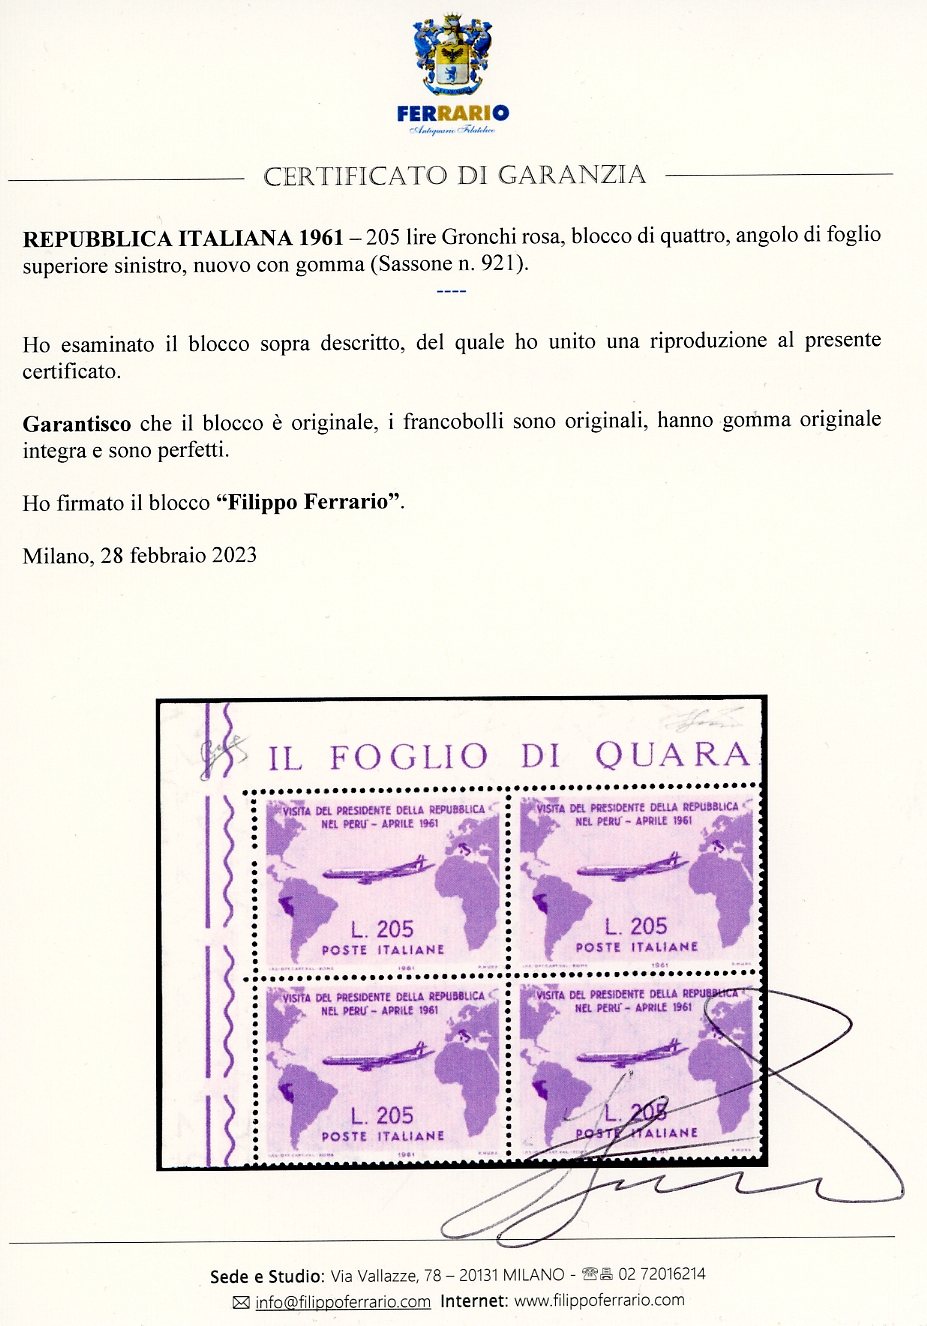 FERRARIO
Antiquario Filatelico
CERTIFICATO DI GARANZIA
REPUBBLICA ITALIANA 1961 – 205 lire Gronchi rosa, blocco di quattro, angolo di foglio
superiore sinistro, nuovo con gomma (Sassone n. 921).
----
Ho esaminato il blocco sopra descritto, del quale ho unito una riproduzione al presente
certificato.
Garantisco che il blocco è originale, i francobolli sono originali, hanno gomma originale
integra e sono perfetti.
Ho firmato il blocco “Filippo Ferrario”.
Milano, 28 febbraio 2023
IL FOGLIO DI QUARA
VISITA DEL PRESIDENTE DELLA REPUBBLICA
NEL PERU' - APRILE 1961
L. 205
POSTE ITALIANE
1961
VISITA DEL PRESIDENTE DELLA REPUBBLICA
NEL PERU' - APRILE 1961
L. 205
POSTE ITALIANE
1961
VISITA DEL PRESIDENTE DELLA REPUBBLICA
NEL PERU' - APRILE 1961
L. 205
POSTE ITALIANE
1961
VISITA DEL PRESIDENTE DELLA REPUBBLICA
NEL PERU' - APRILE 1961
L. 205
POSTE ITALIANE
1961
Sede e Studio: Via Vallazze, 78 – 20131 MILANO - 02 72016214
info@filippoferrario.com Internet: www.filippoferrario.com